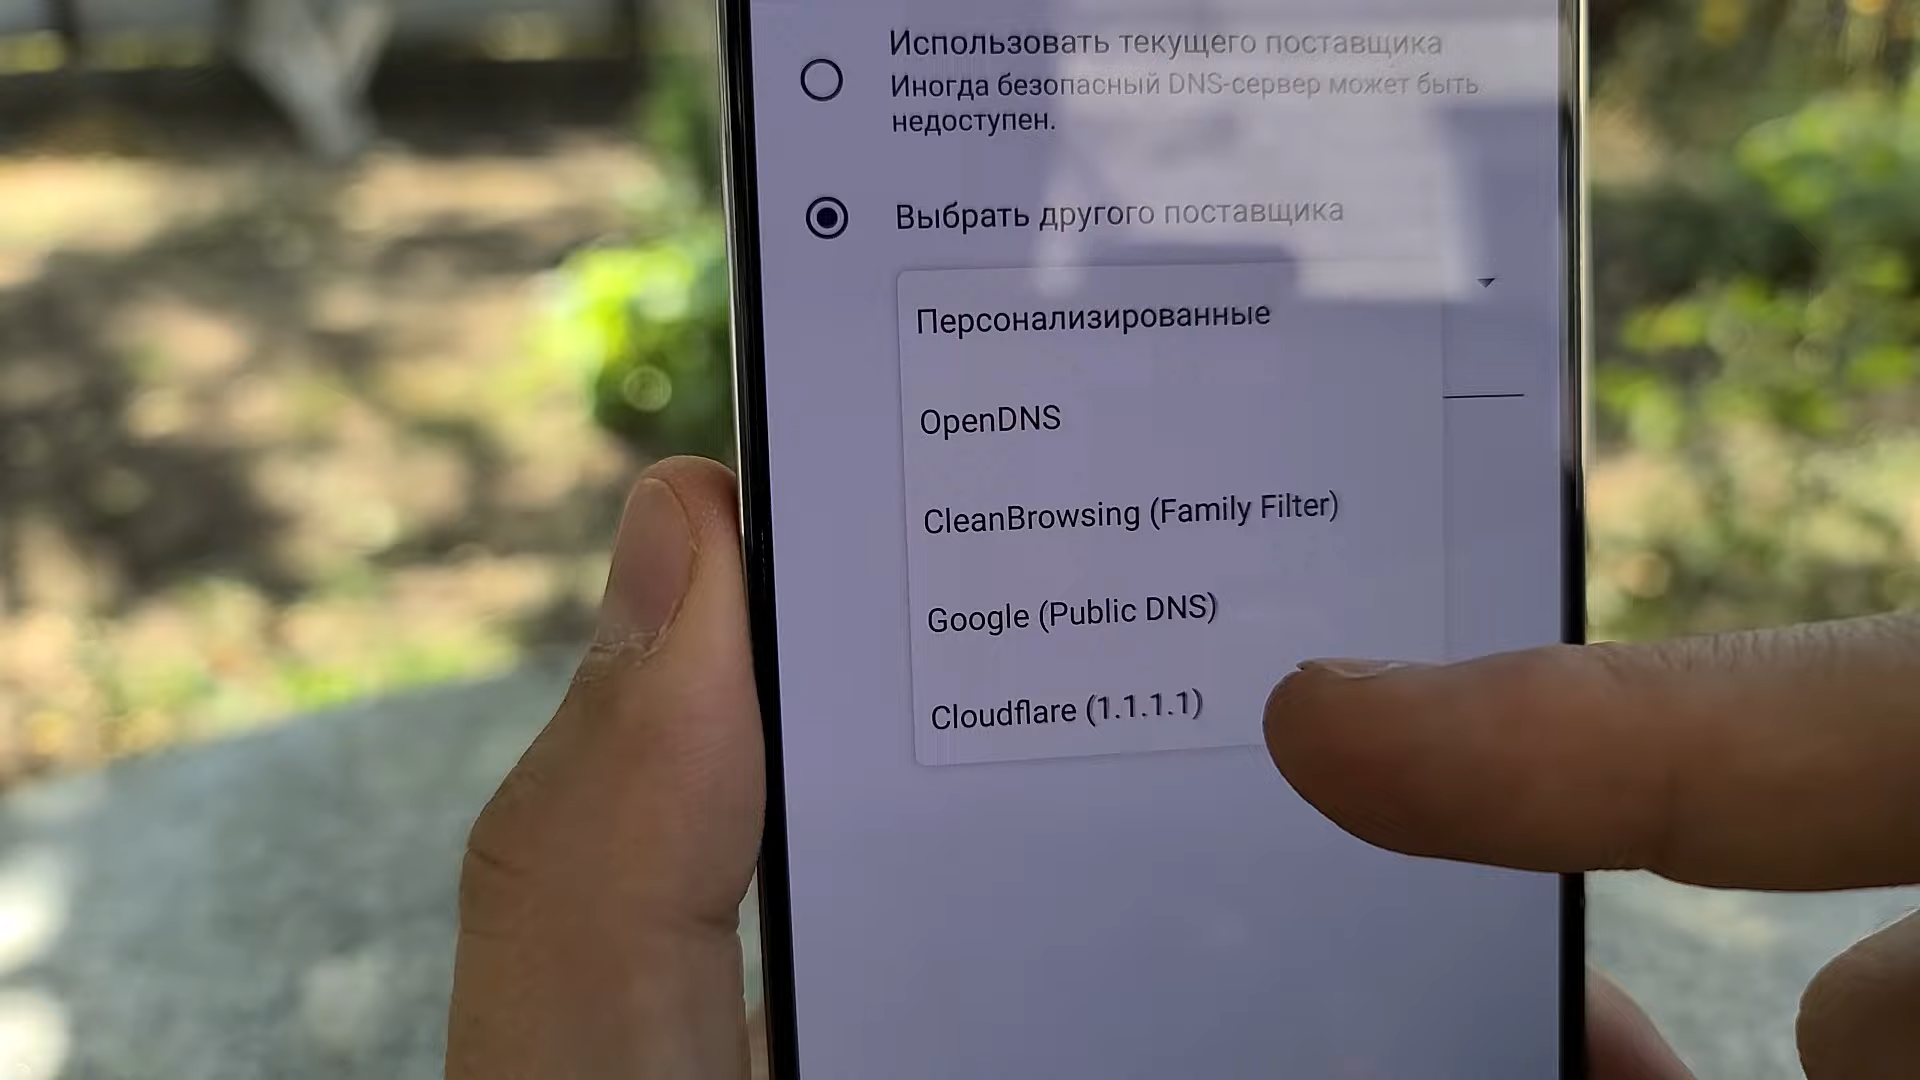 Использовать текущего поставщика
Иногда безопасный DNS-сервер может быть
недоступен.
Выбрать другого поставщика
Персонализированные
OpenDNS
CleanBrowsing (Family Filter)
Google (Public DNS)
Cloudflare (1.1.1.1)